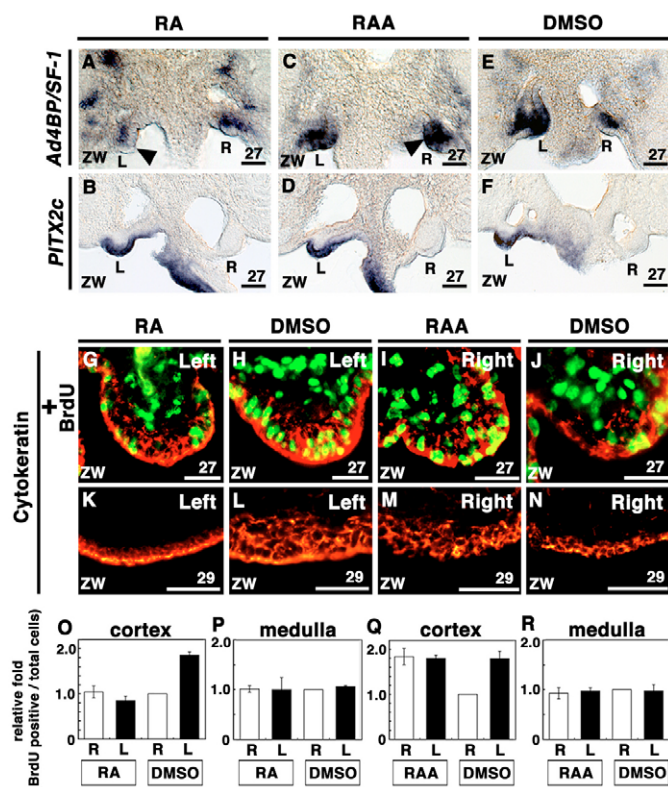 RA RAA DMSO
Ad4BP/SF-1
A C E
L R L R L R
ZW 27 ZW 27 ZW 27
PITX2c
B D F
L R L R L R
ZW 27 ZW 27 ZW 27
RA DMSO RAA DMSO
Cytokeratin
+
BrdU
G Left H Left I Right J Right
ZW 27 ZW 27 ZW 27 ZW 27
K Left L Left M Right N Right
ZW 29 ZW 29 ZW 29 ZW 29
O cortex P medulla Q cortex R medulla
relative fold
BrdU positive / total cells)
2.0 2.0 2.0 2.0
1.0 1.0 1.0 1.0
0 0 0 0
R L R L R L R L R L R L R L R L
RA DMSO RA DMSO RAA DMSO RAA DMSO